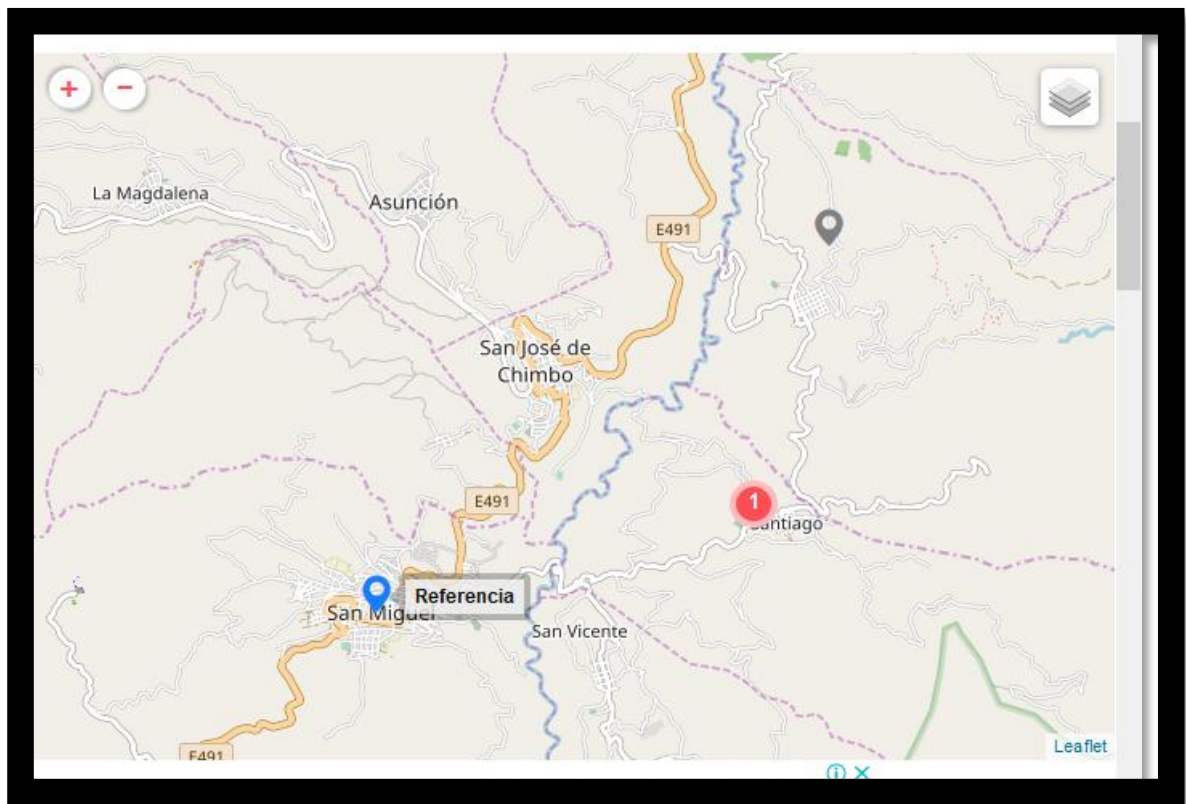 + −
La Magdalena
Asunción
E491
San José de
Chimbo
E491
1
Santiago
Referencia
San Miguel
San Vicente
E491
Leaflet